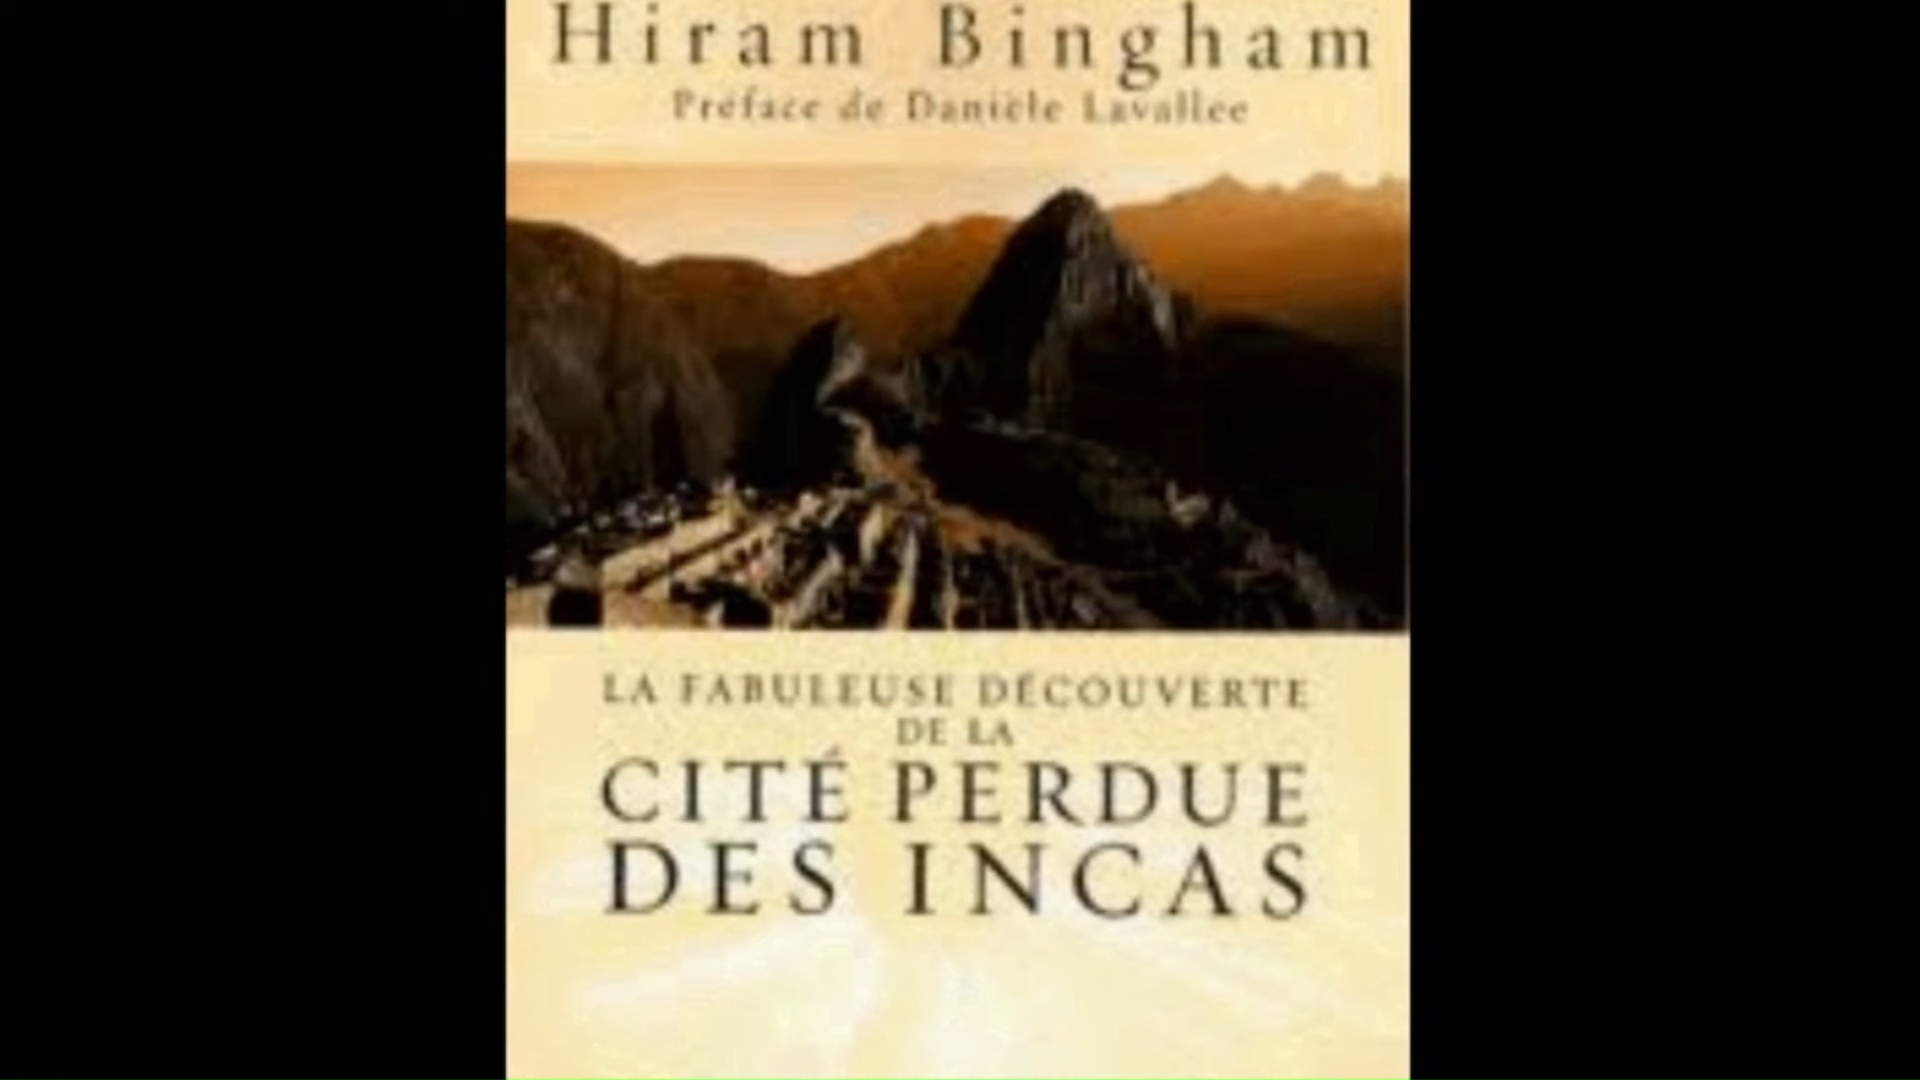 Hiram Bingham
Préface de Danièle Lavallée
LA FABULEUSE DÉCOUVERTE
DE LA
CITÉ PERDUE
DES INCAS